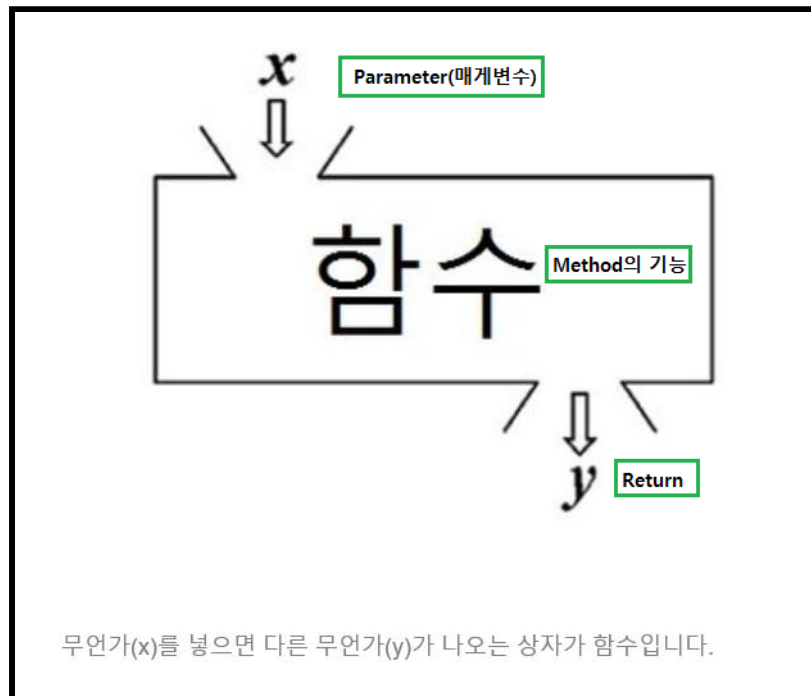 x
Parameter(매게변수)
함수
Method의 기능
y
Return
무언가(x)를 넣으면 다른 무언가(y)가 나오는 상자가 함수입니다.